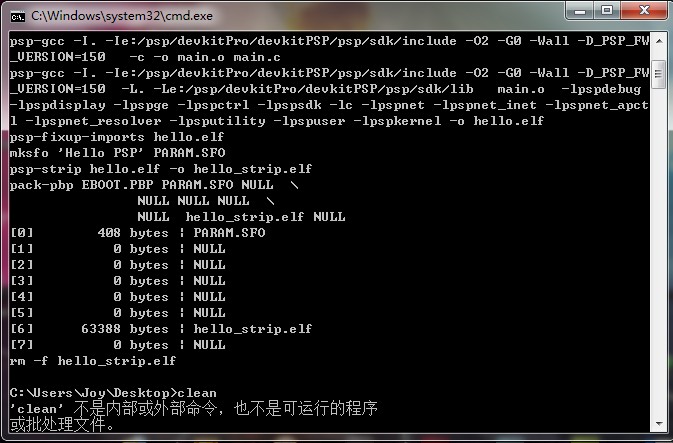 C:\Windows\system32\cmd.exe
psp-gcc -I. -Ie:/psp/devkitPro/devkitPSP/psp/sdk/include -O2 -G0 -Wall -D_PSP_FW
_VERSION=150   -c -o main.o main.c
psp-gcc -I. -Ie:/psp/devkitPro/devkitPSP/psp/sdk/include -O2 -G0 -Wall -D_PSP_FW
_VERSION=150  -L. -Le:/psp/devkitPro/devkitPSP/psp/sdk/lib   main.o  -lpspdebug
-lpspdisplay -lpspge -lpspctrl -lpspsdk -lc -lpspnet -lpspnet_inet -lpspnet_apct
l -lpspnet_resolver -lpsputility -lpspuser -lpspkernel -o hello.elf
psp-fixup-imports hello.elf
mksfo 'Hello PSP' PARAM.SFO
psp-strip hello.elf -o hello_strip.elf
pack-pbp EBOOT.PBP PARAM.SFO NULL  \
                NULL NULL NULL  \
                NULL  hello_strip.elf NULL
[0]        408 bytes | PARAM.SFO
[1]          0 bytes | NULL
[2]          0 bytes | NULL
[3]          0 bytes | NULL
[4]          0 bytes | NULL
[5]          0 bytes | NULL
[6]      63388 bytes | hello_strip.elf
[7]          0 bytes | NULL
rm -f hello_strip.elf
C:\Users\Joy\Desktop>clean
'clean' 不是内部或外部命令，也不是可运行的程序
或批处理文件。